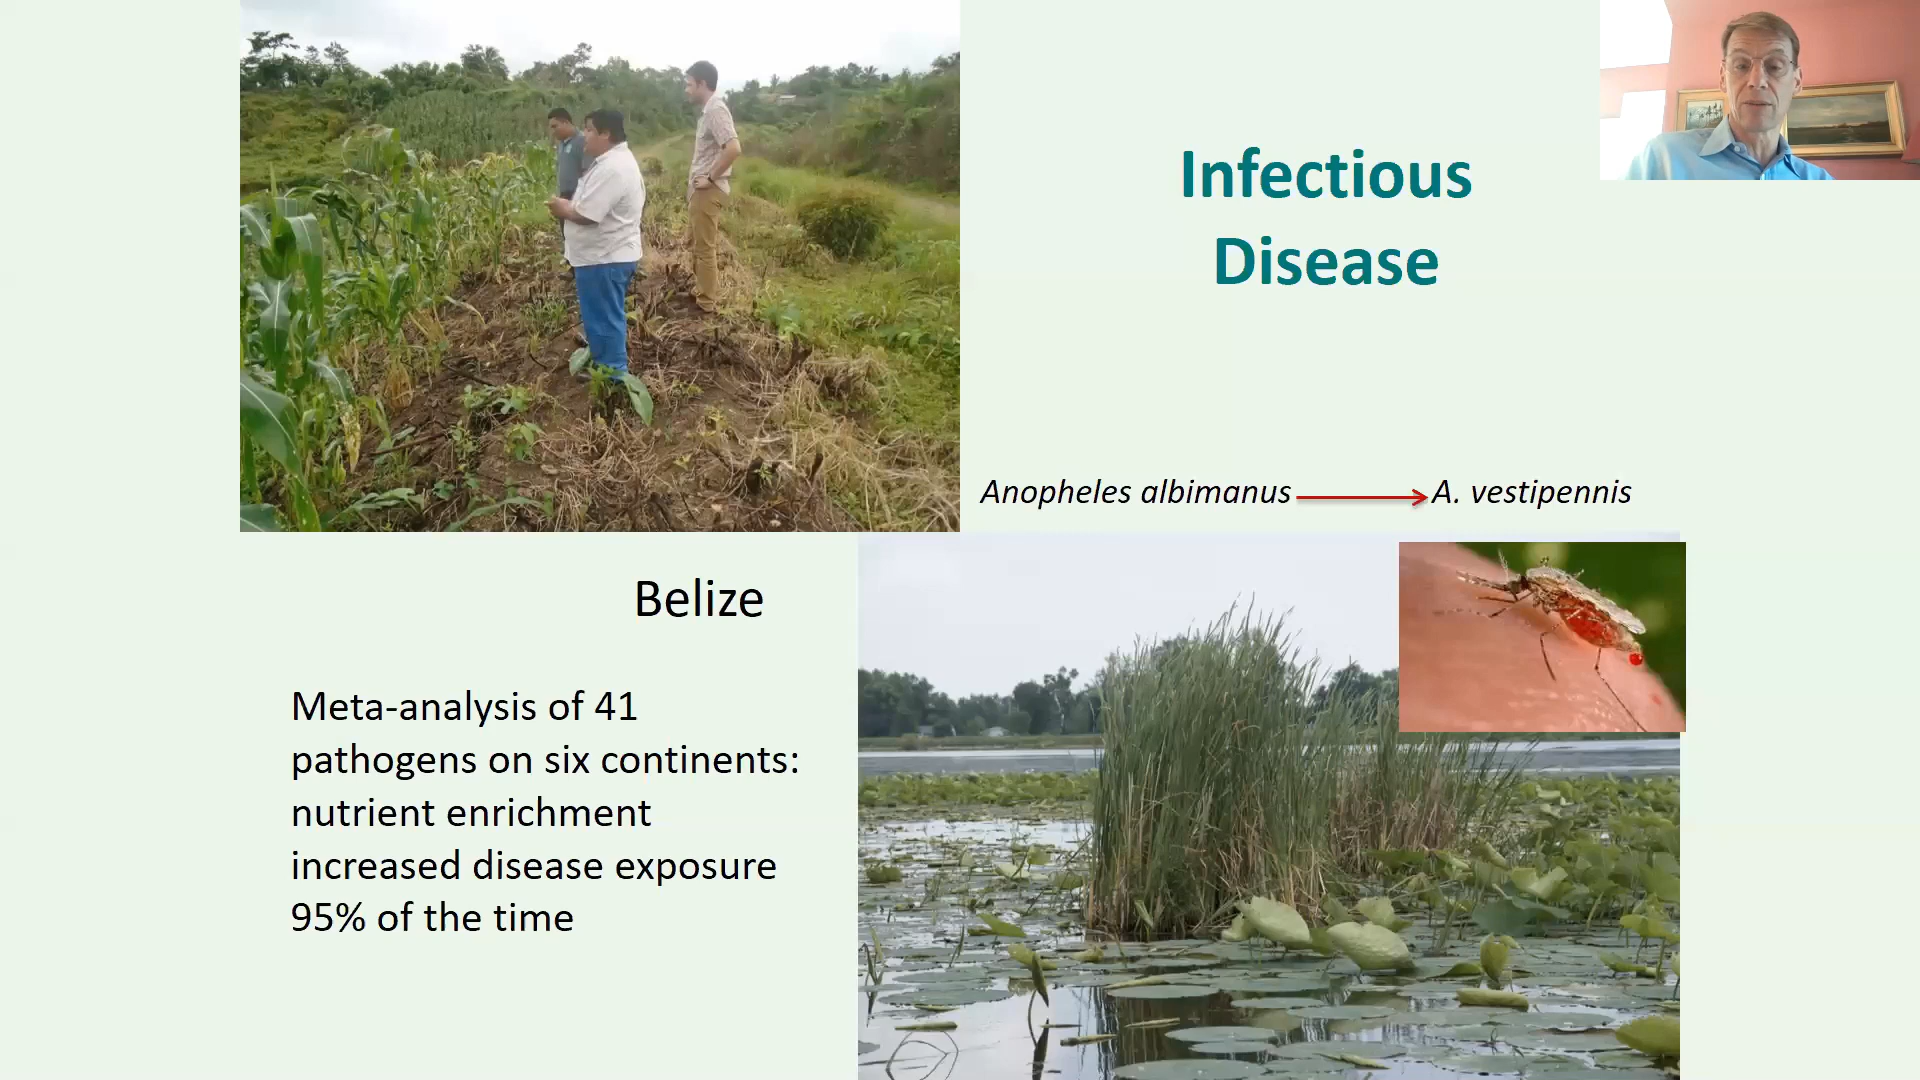 Infectious
Disease
Anopheles albimanus A. vestipennis
Belize
Meta-analysis of 41
pathogens on six continents:
nutrient enrichment
increased disease exposure
95% of the time